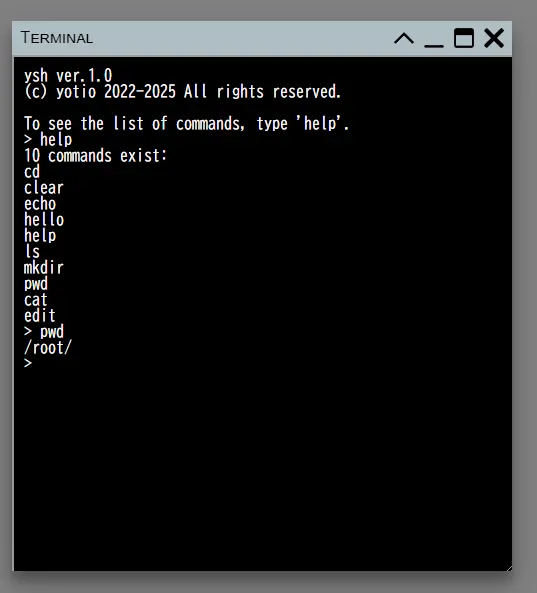 Terminal
ysh ver.1.0
(c) yotio 2022-2025 All rights reserved.
To see the list of commands, type 'help'.
> help
10 commands exist:
cd
clear
echo
hello
help
ls
mkdir
pwd
cat
edit
> pwd
/root/
>